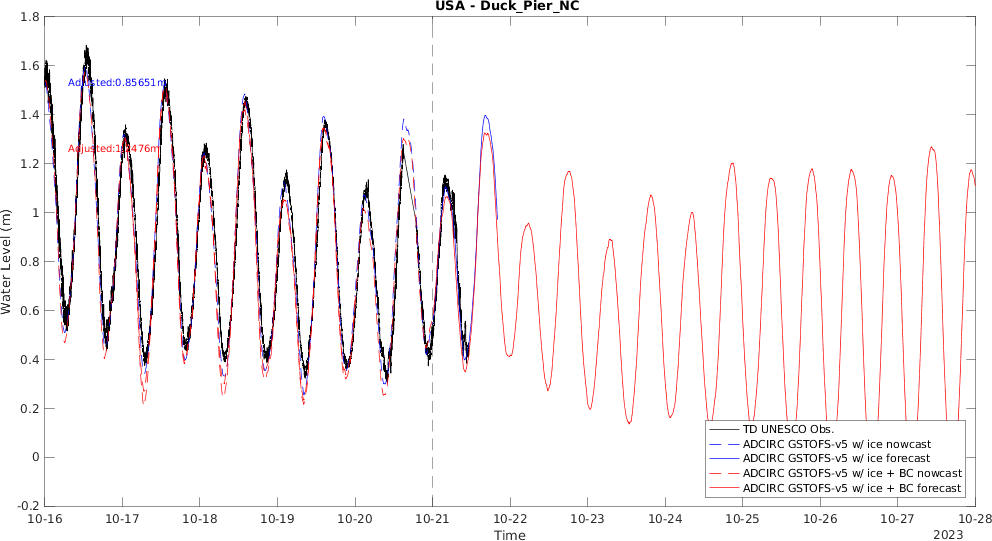 USA - Duck_Pier_NC
1.8
1.6
Adjusted:0.85651m
1.4
1.2
1
0.8
0.6
0.4
0.2
0
-0.2
Water Level (m)
TD UNESCO Obs.
ADCIRC GSTOFS-v5 w/ ice nowcast
ADCIRC GSTOFS-v5 w/ ice forecast
ADCIRC GSTOFS-v5 w/ ice + BC nowcast
ADCIRC GSTOFS-v5 w/ ice + BC forecast
10-16 10-17 10-18 10-19 10-20 10-21 10-22 10-23 10-24 10-25 10-26 10-27 10-28
Time
2023